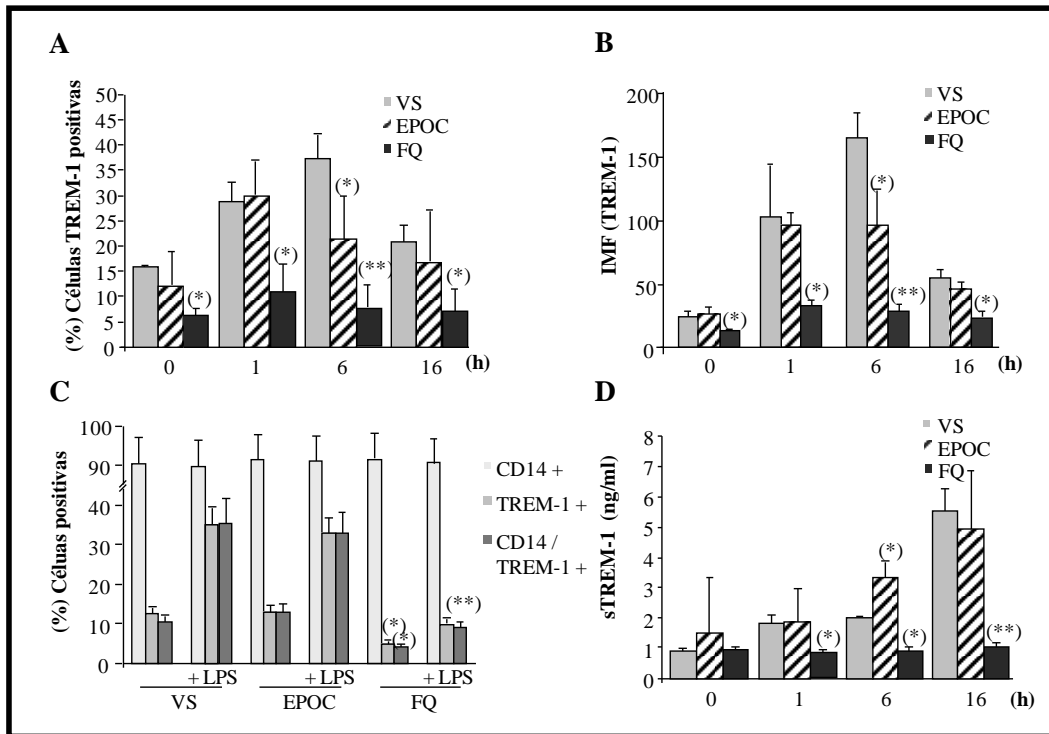 A
(%) Células TREM-1 positivas
50
45
40
35
30
25
20
15
10
5
0
VS
EPOC
FQ
(*)
(*)
(*)
(**)
(*)
0 1 6 16 (h)
B
IMF (TREM-1)
200
150
100
50
0
VS
EPOC
FQ
(*)
(*)
(*)
(**)
(*)
0 1 6 16 (h)
C
(%) Céluas positivas
100
90
40
30
20
10
0
CD14 +
TREM-1 +
CD14 /
TREM-1 +
(*)
(*)
(**)
+ LPS + LPS + LPS
VS EPOC FQ
D
sTREM-1 (ng/ml)
8
7
6
5
4
3
2
1
0
VS
EPOC
FQ
(*)
(*)
(*)
(**)
0 1 6 16 (h)